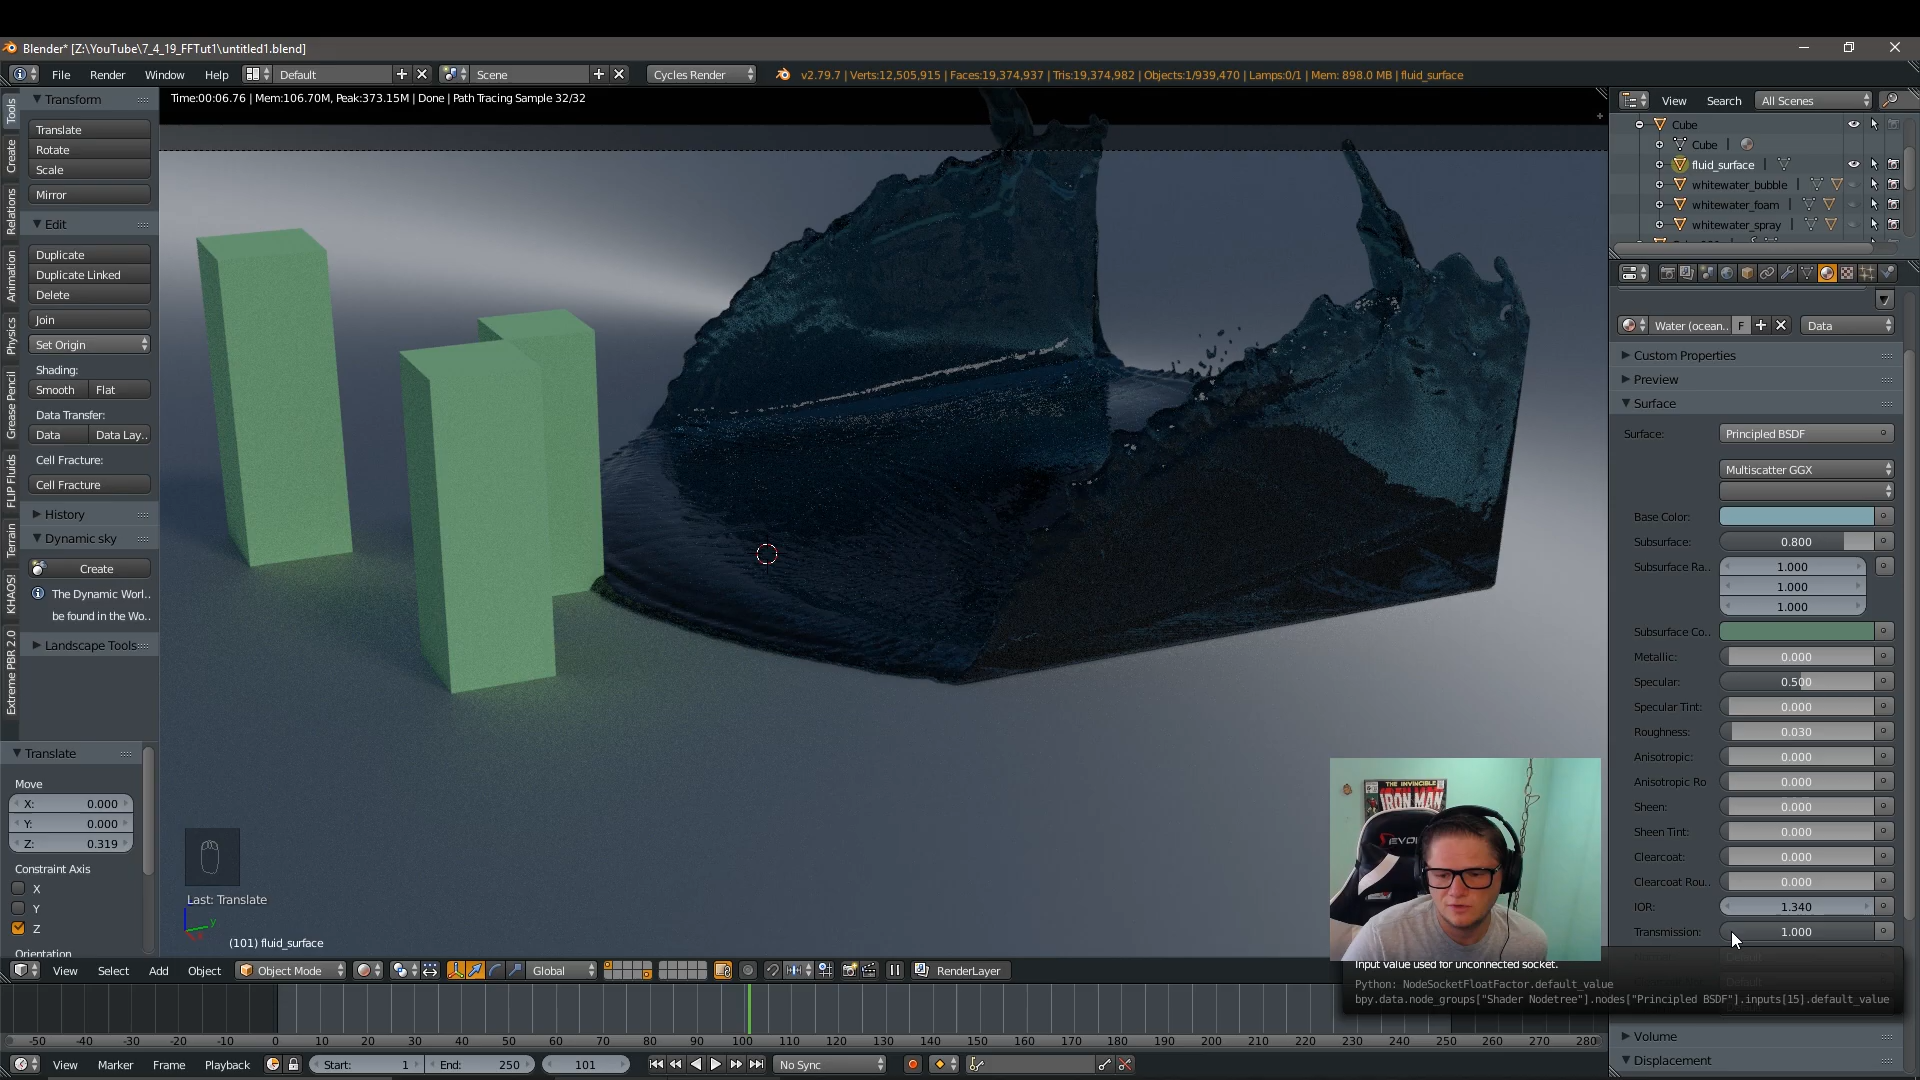 Blender* [Z:\YouTube\7_4_19_FFTut1\untitled1.blend]
File Render Window Help Default Scene Cycles Render v2.79.7 | Verts:12,505,915 | Faces:19,374,937 | Tris:19,374,982 | Objects:1/939,470 | Lamps:0/1 | Mem: 898.0 MB | fluid_surface
Time:00:06.76 | Mem:106.70M, Peak:373.15M | Done | Path Tracing Sample 32/32
Tools
Create
Relations
Animation
Physics
Grease Pencil
FLIP Fluids
Terrain
KHAOS!
Extreme PBR 2.0
Transform
Translate
Rotate
Scale
Mirror
Edit
Duplicate
Duplicate Linked
Delete
Join
Set Origin
Shading:
Smooth Flat
Data Transfer:
Data Data Lay..
Cell Fracture:
Cell Fracture
History
Dynamic sky
Create
The Dynamic Worl..
be found in the Wo..
Landscape Tools
Translate
Move
X: 0.000
Y: 0.000
Z: 0.319
Constraint Axis
X
Y
Z
Orientation
Last: Translate
y
(101) fluid_surface
THE INVINCIBLE
IRON MAN
View Search All Scenes
Cube
Cube
fluid_surface
whitewater_bubble
whitewater_foam
whitewater_spray
Water (ocean.. F Data
Custom Properties
Preview
Surface
Surface: Principled BSDF
Multiscatter GGX
Base Color:
Subsurface: 0.800
Subsurface Ra.. 1.000
1.000
1.000
Subsurface Co..
Metallic: 0.000
Specular: 0.500
Specular Tint: 0.000
Roughness: 0.030
Anisotropic: 0.000
Anisotropic Ro 0.000
Sheen: 0.000
Sheen Tint: 0.000
Clearcoat: 0.000
Clearcoat Rou.. 0.000
IOR: 1.340
Transmission: 1.000
Input value used for unconnected socket.
Python: NodeSocketFloatFactor.default_value
bpy.data.node_groups["Shader Nodetree"].nodes["Principled BSDF"].inputs[15].default_value
Volume
Displacement
View Select Add Object Object Mode Global RenderLayer
-50 -40 -30 -20 -10 0 10 20 30 40 50 60 70 80 90 100 110 120 130 140 150 160 170 180 190 200 210 220 230 240 250 260 270 280
View Marker Frame Playback Start: 1 End: 250 101 No Sync